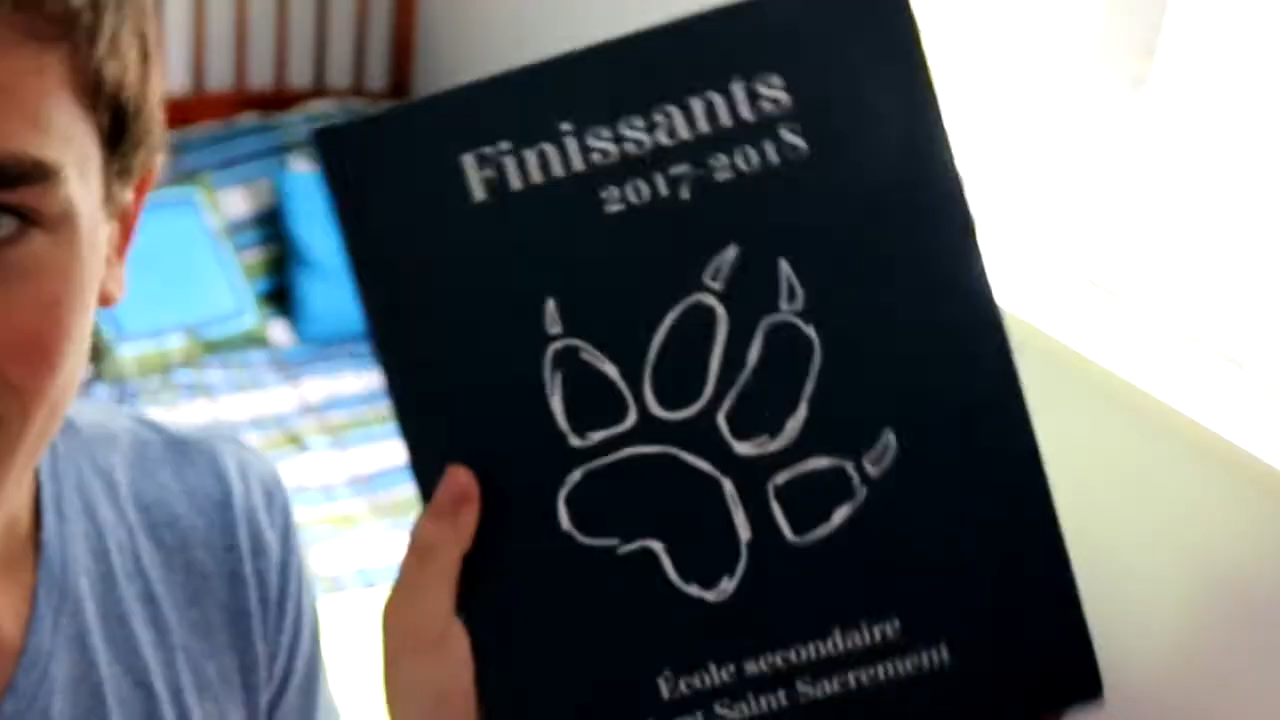 Finissants
2017-2018
École secondaire
Saint Sacrement